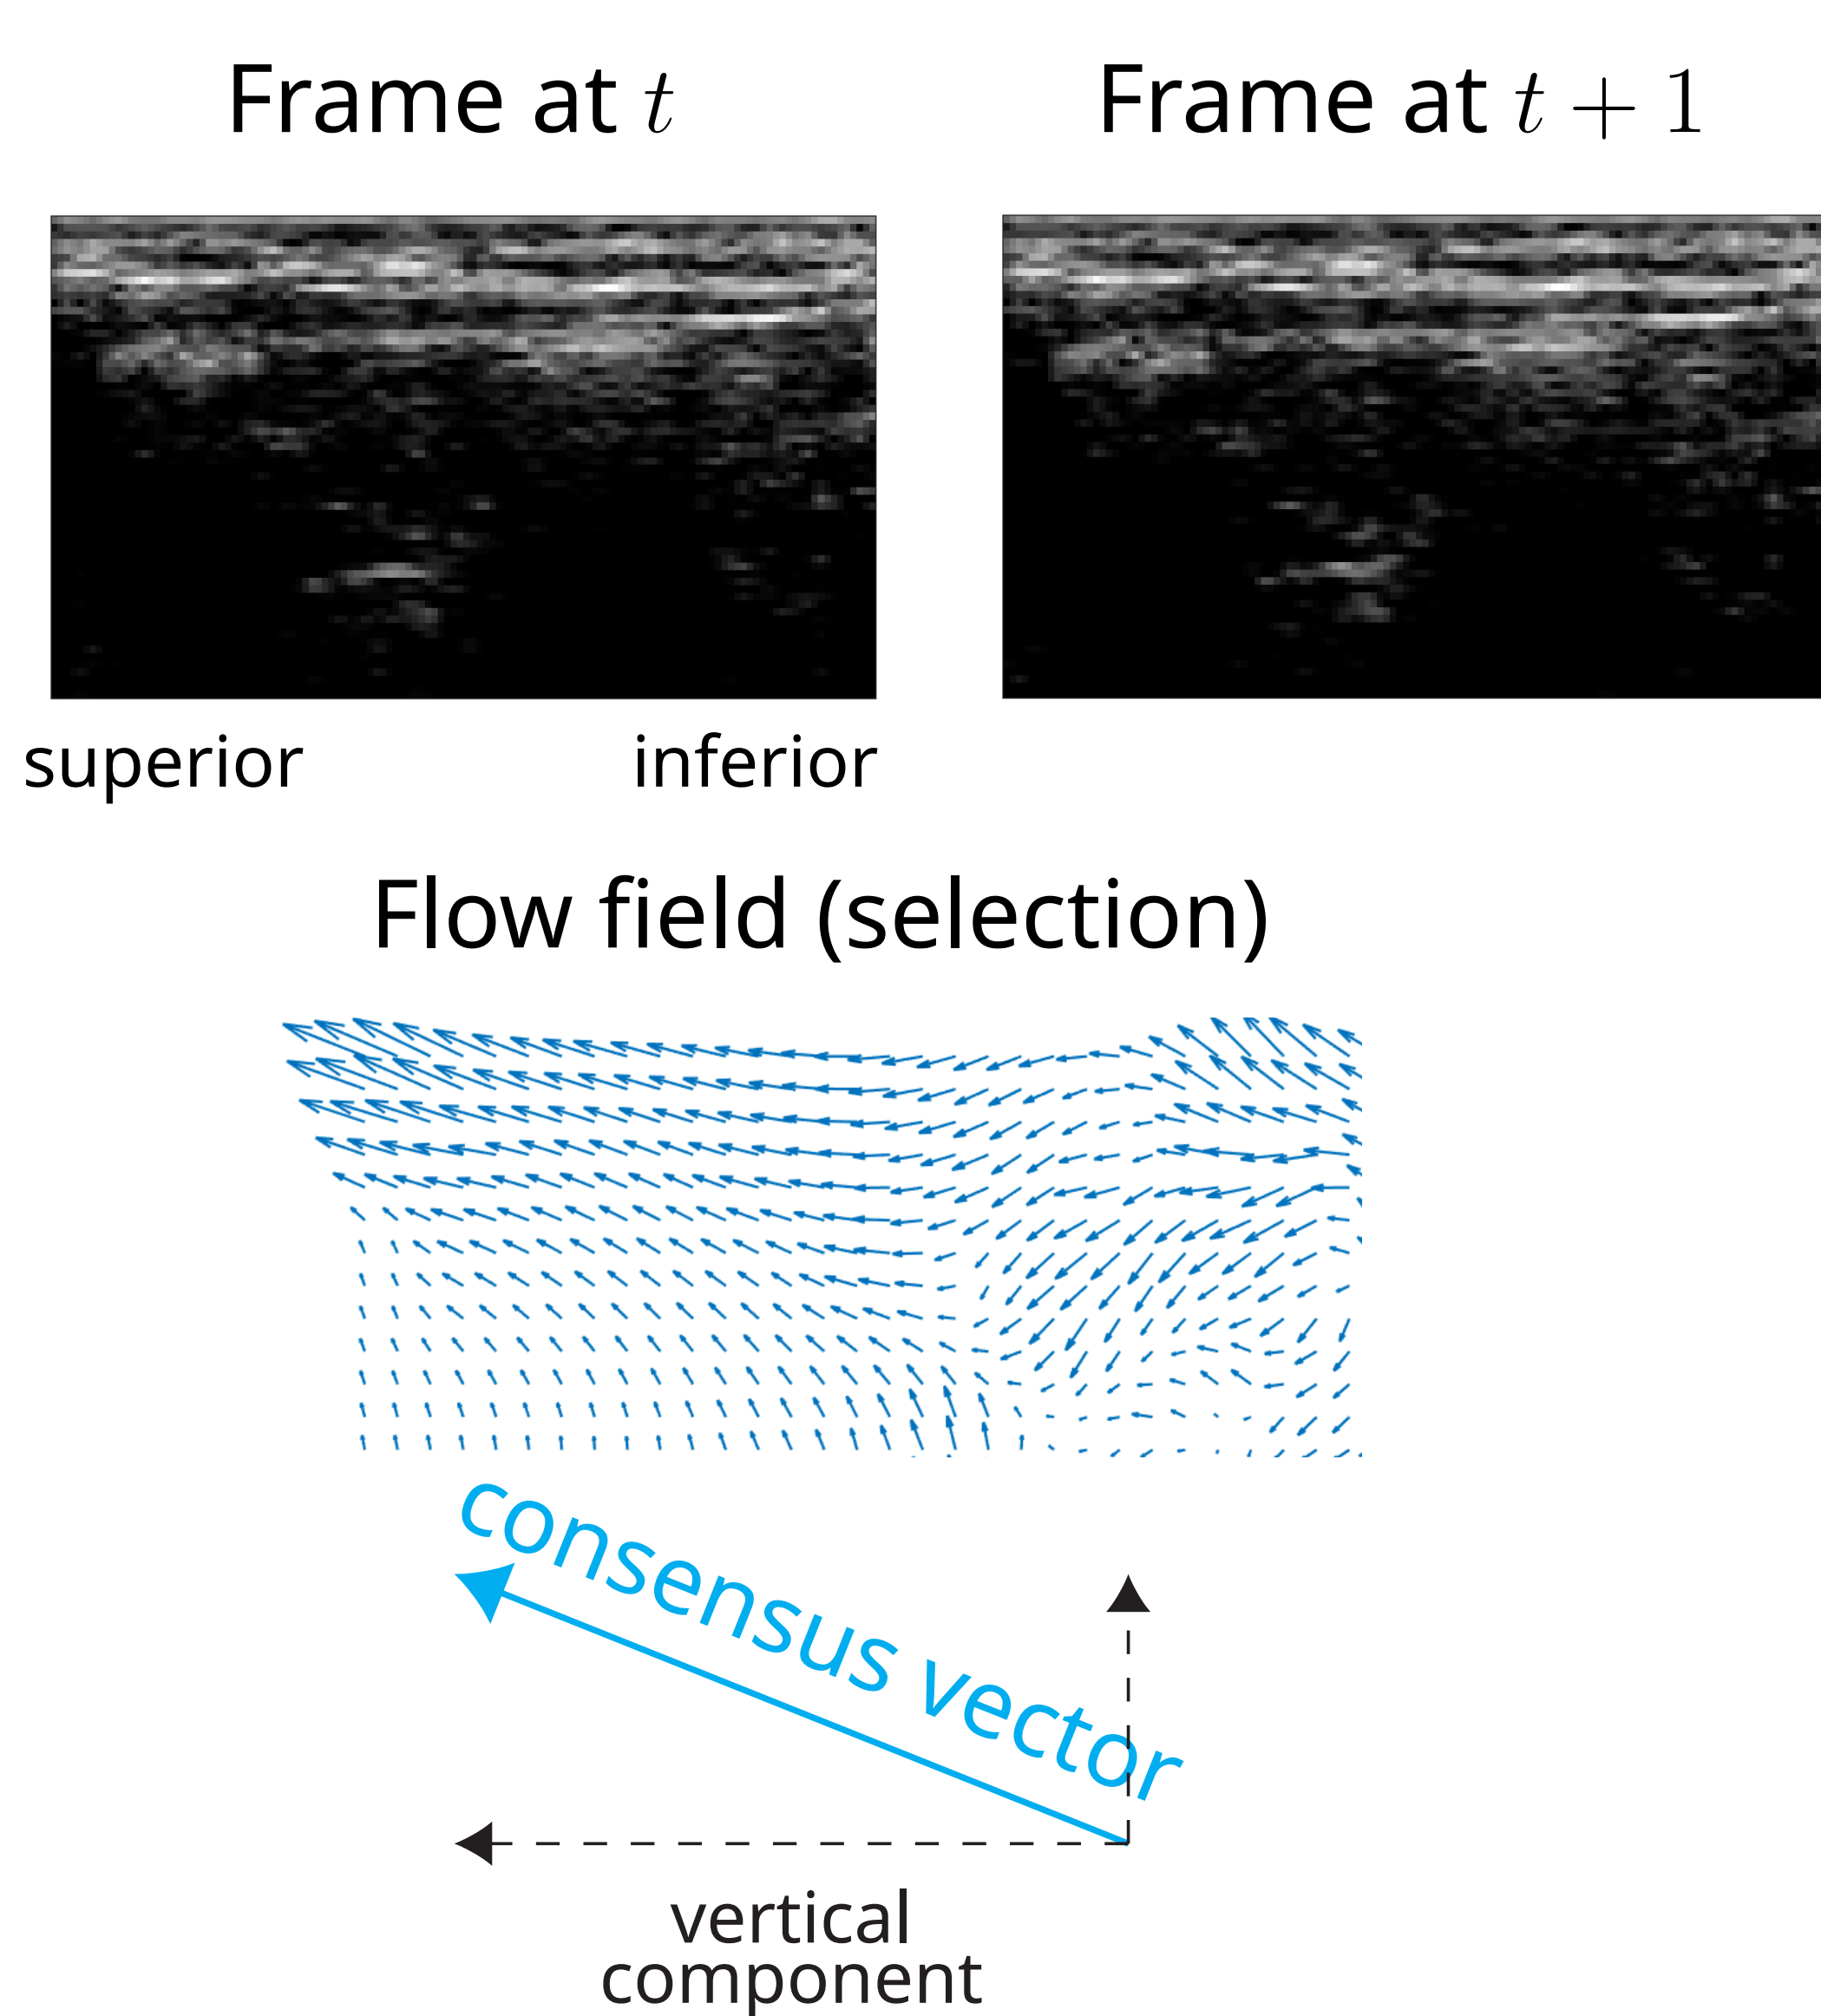 Frame at t
Frame at t + 1
superior
inferior
Flow field (selection)
consensus vector
vertical
component